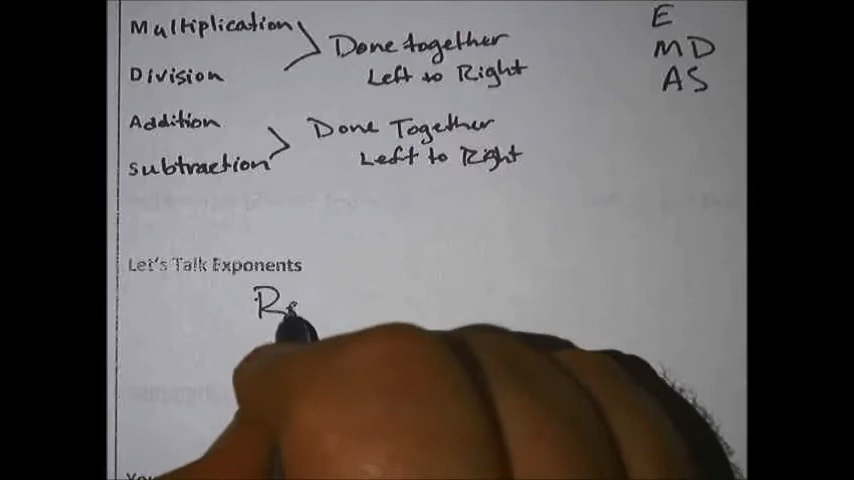 Multiplication
Done together
Division
Left to Right
Addition
Done Together
subtraction
Left to Right
E
MD
AS
Let's Talk Exponents